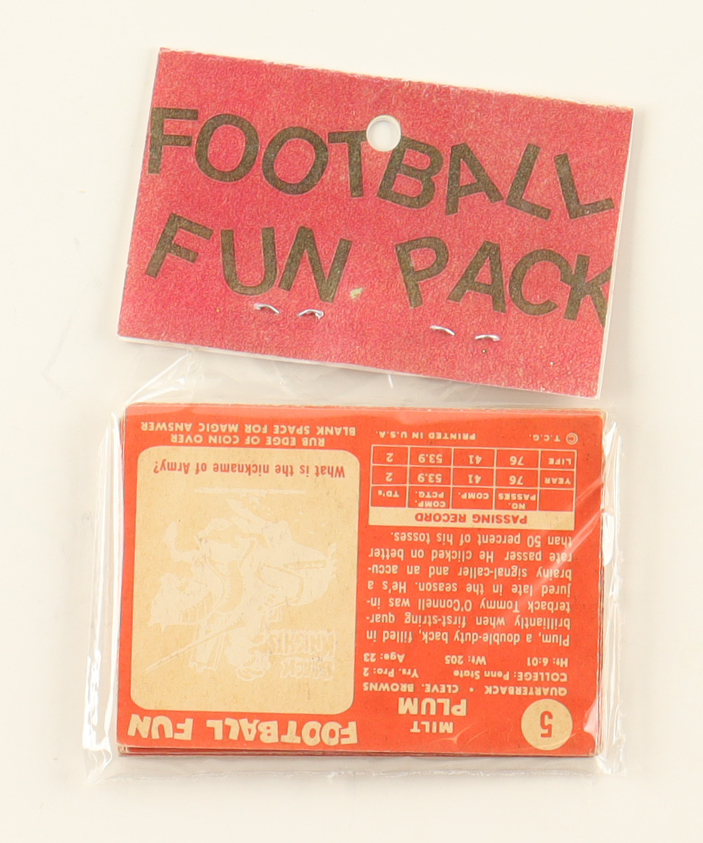 FOOTBALL
FUN PACK
5
MILT
PLUM
QUARTERBACK • CLEVE. BROWNS
COLLEGE: Penn State Yrs. Pro: 2
Ht: 6:01 Wt: 205 Age: 23
Plum, a double-duty back, filled in
brilliantly when first-string quar-
terback Tommy O'Connell was in-
jured late in the season. He's a
brainy signal-caller and an accu-
rate passer. He clicked on better
than 50 percent of his tosses.
PASSING RECORD
NO. PASSES COMP. COMP. PCTG. TD's
YEAR 76 41 53.9 2
LIFE 76 41 53.9 2
© T.C.G. PRINTED IN U.S.A.
FOOTBALL FUN
BLACK
KNIGHTS
What is the nickname of Army?
RUB EDGE OF COIN OVER
BLANK SPACE FOR MAGIC ANSWER